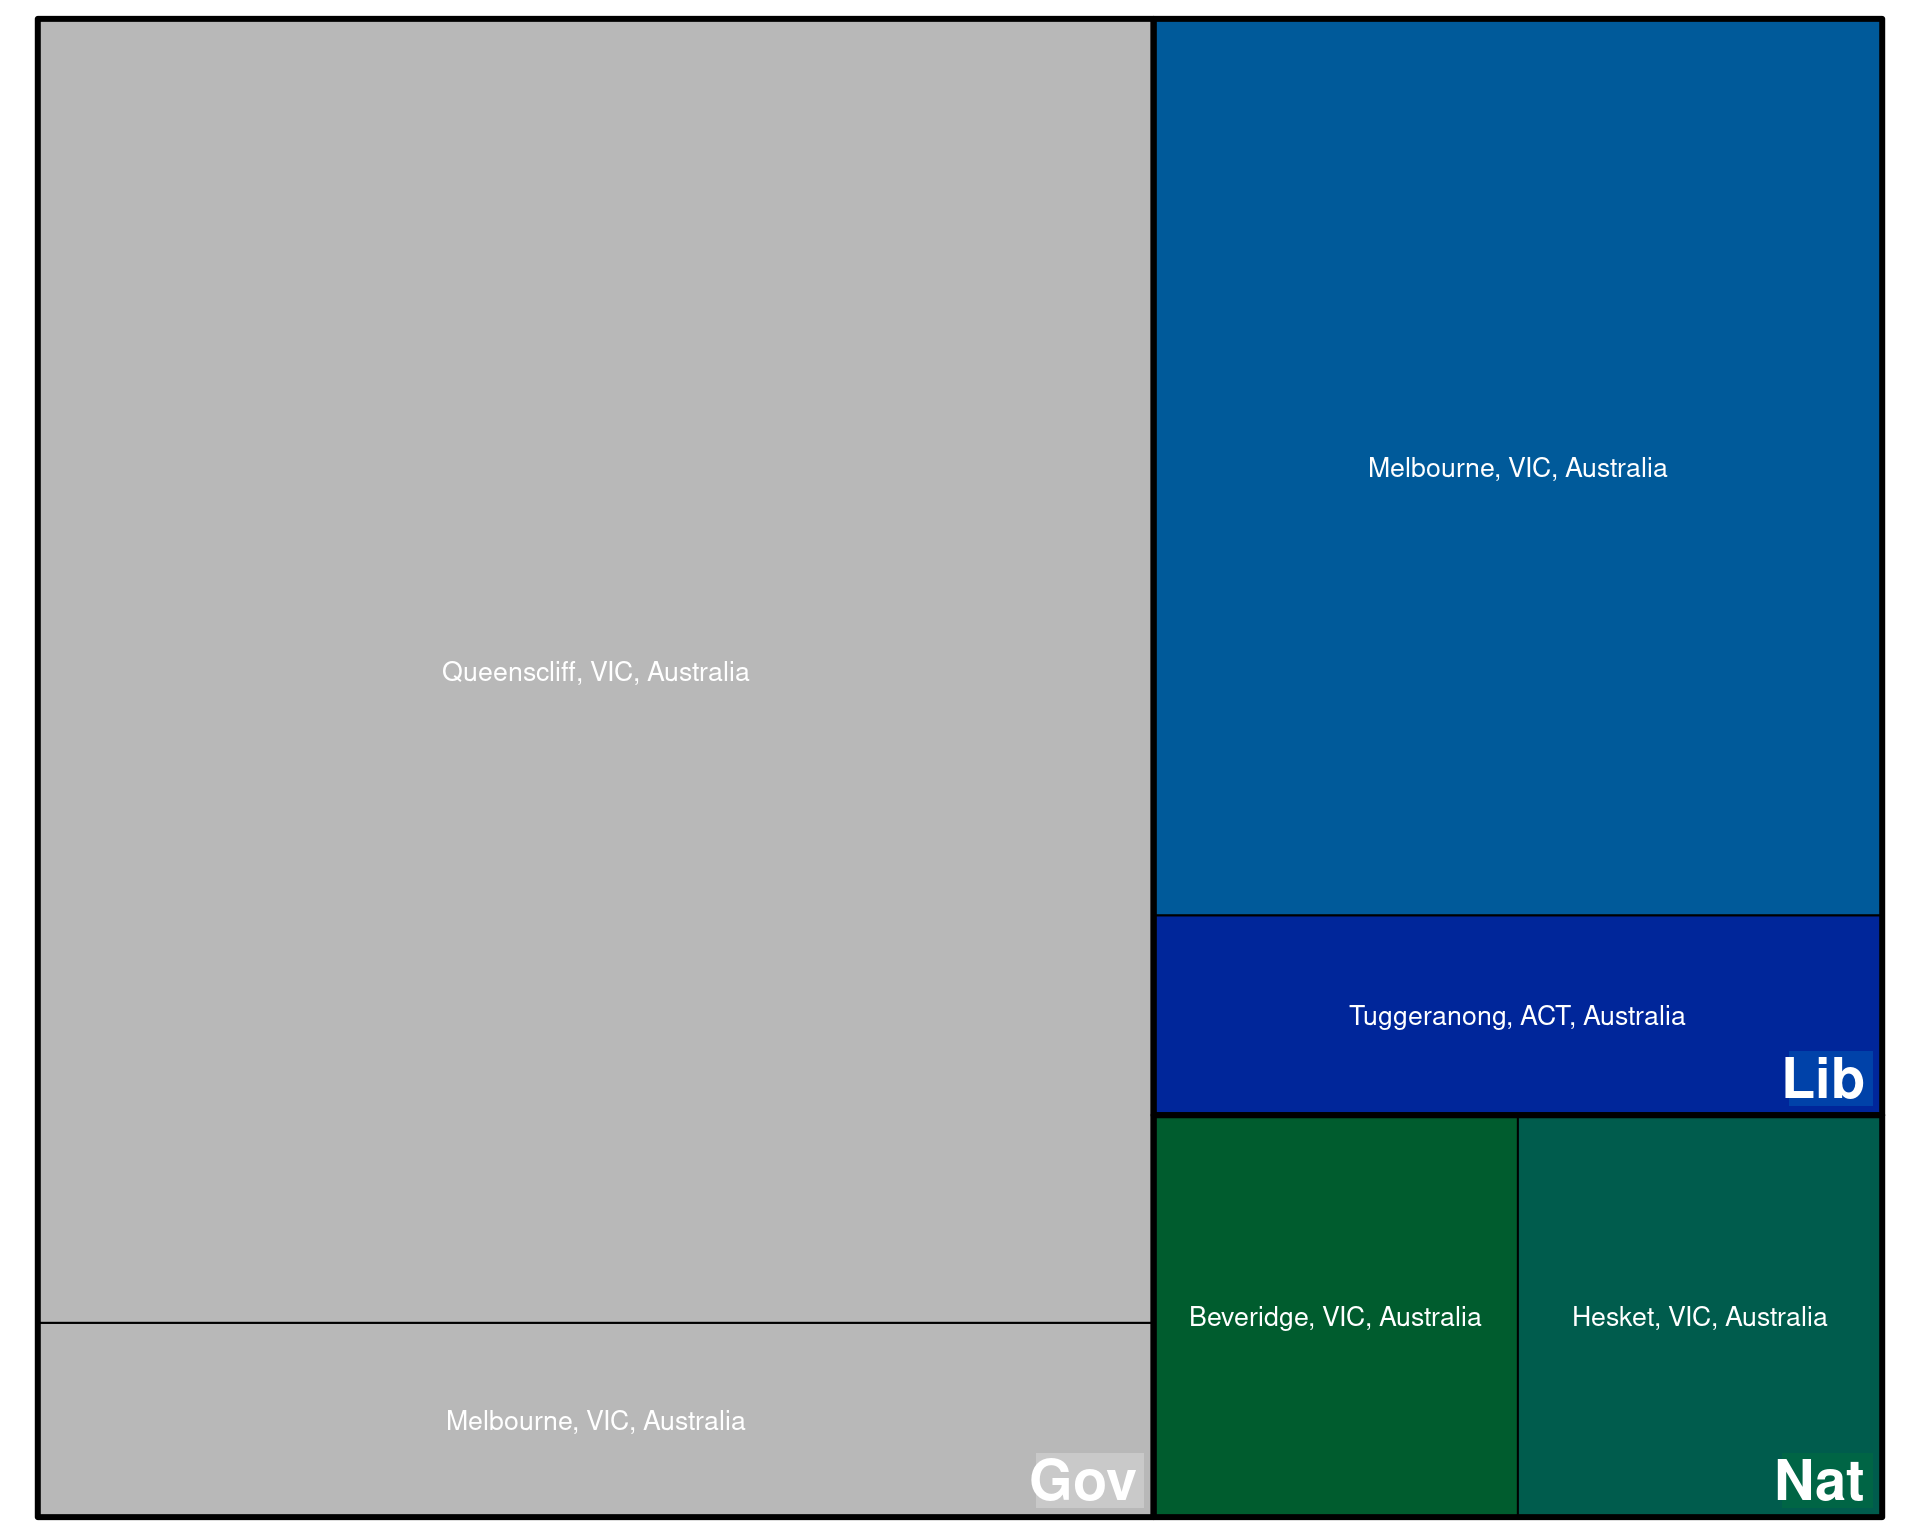 Queenscliff, VIC, Australia
Melbourne, VIC, Australia
Gov
Melbourne, VIC, Australia
Tuggeranong, ACT, Australia
Lib
Beveridge, VIC, Australia
Hesket, VIC, Australia
Nat